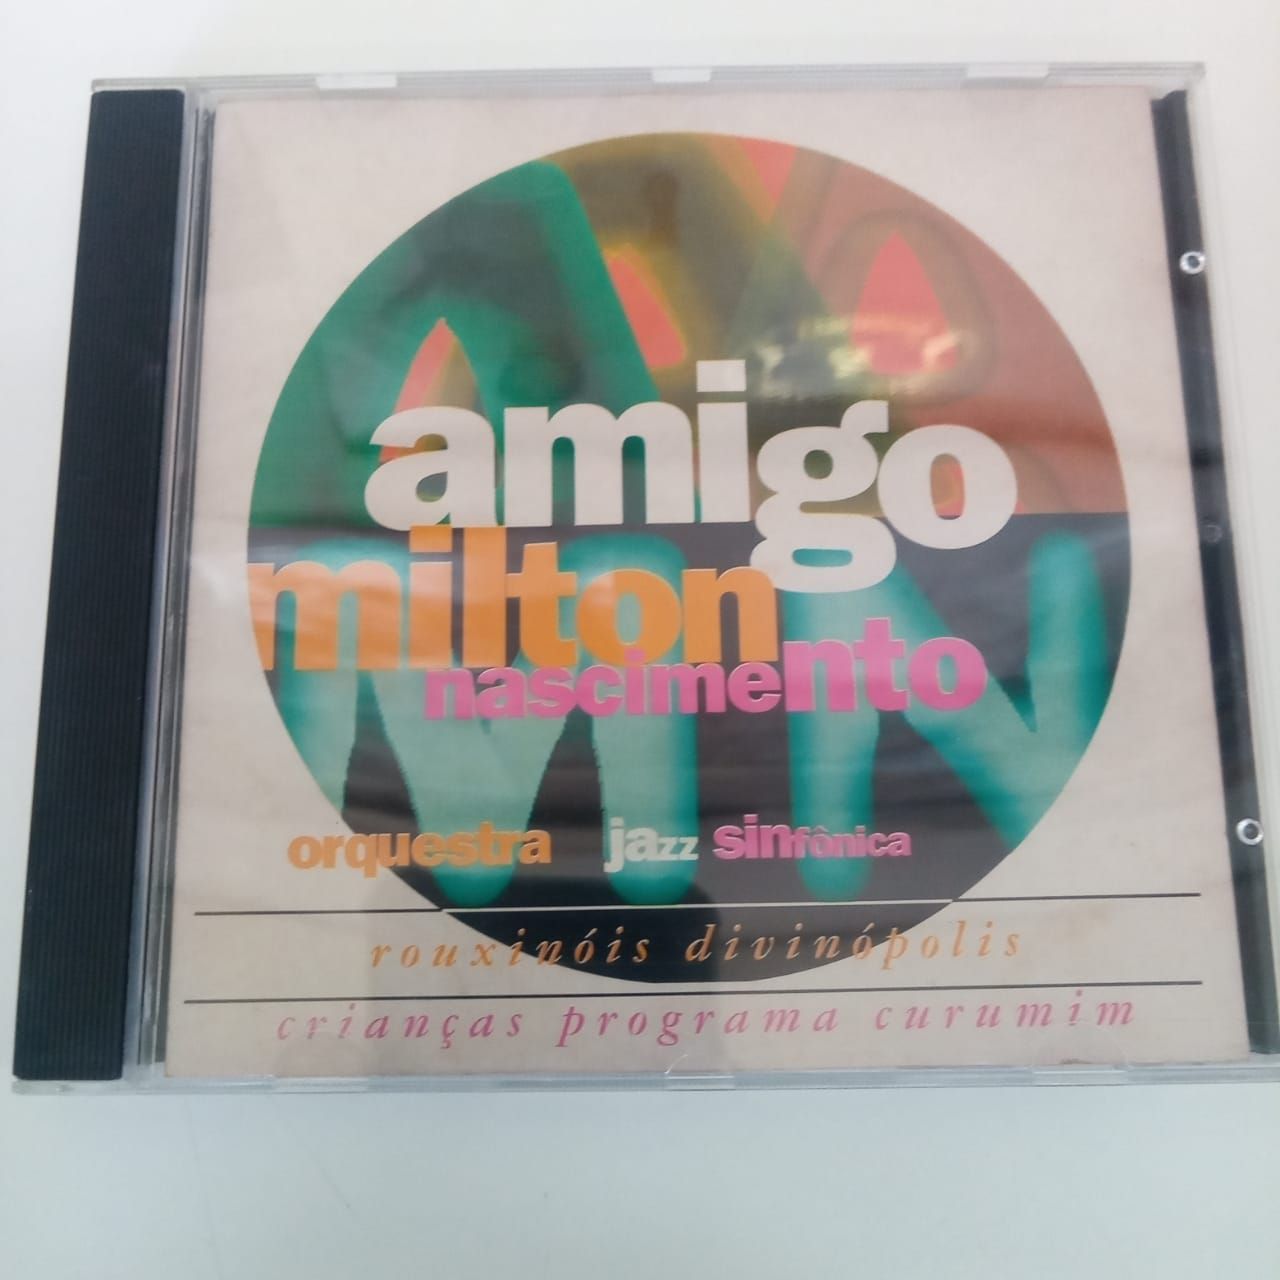 amigo
milton
nascimento
orquestra jazz sinfônica
rouxinóis divinópolis
crianças programa curumim